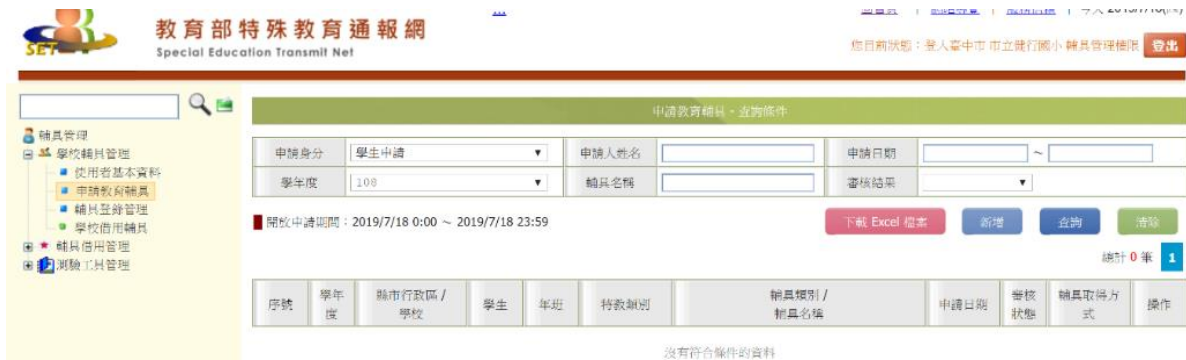 ...
教育部特殊教育通報網
SET
Special Education Transmit Net
您目前狀態：登入臺中市 市立健行國小 輔具管理權限 登出
申請教育輔具－查詢條件
輔具管理
學校輔具管理
使用者基本資料
申請教育輔具
輔具登錄管理
學校借用輔具
輔具借用管理
測驗工具管理
申請身分 學生申請 申請人姓名 申請日期 ~
學年度 108 輔具名稱 審核結果
開放申請期間：2019/7/18 0:00 ~ 2019/7/18 23:59
下載 Excel 檔案 新增 查詢 清除
總計 0 筆 1
序號 學年度 縣市行政區 / 學校 學生 年班 特教類別 輔具類別 / 輔具名稱 申請日期 審核狀態 輔具取得方式 操作
沒有符合條件的資料